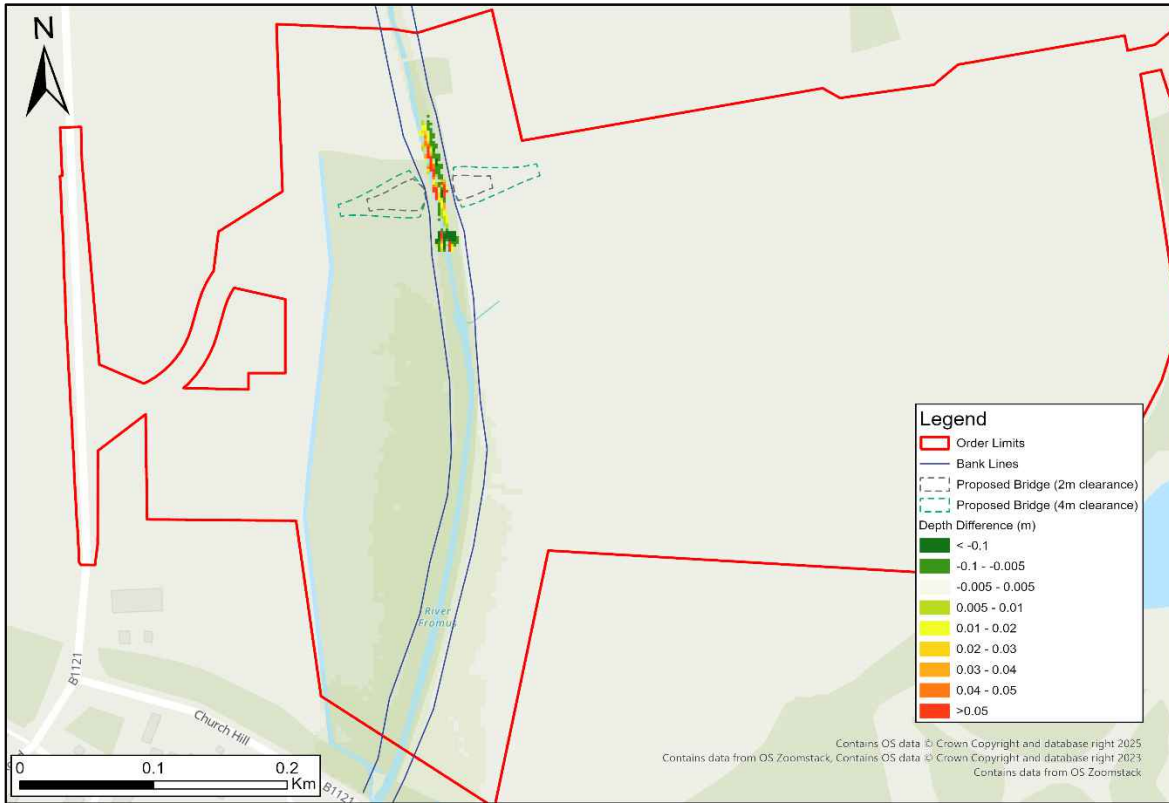 N
River
Fromus
B1121
Church Hill
B1121
0
0.1
0.2
Km
Legend
Order Limits
Bank Lines
Proposed Bridge (2m clearance)
Proposed Bridge (4m clearance)
Depth Difference (m)
< -0.1
-0.1 - -0.005
-0.005 - 0.005
0.005 - 0.01
0.01 - 0.02
0.02 - 0.03
0.03 - 0.04
0.04 - 0.05
>0.05
Contains OS data © Crown Copyright and database right 2025
Contains data from OS Zoomstack, Contains OS data © Crown Copyright and database right 2023
Contains data from OS Zoomstack